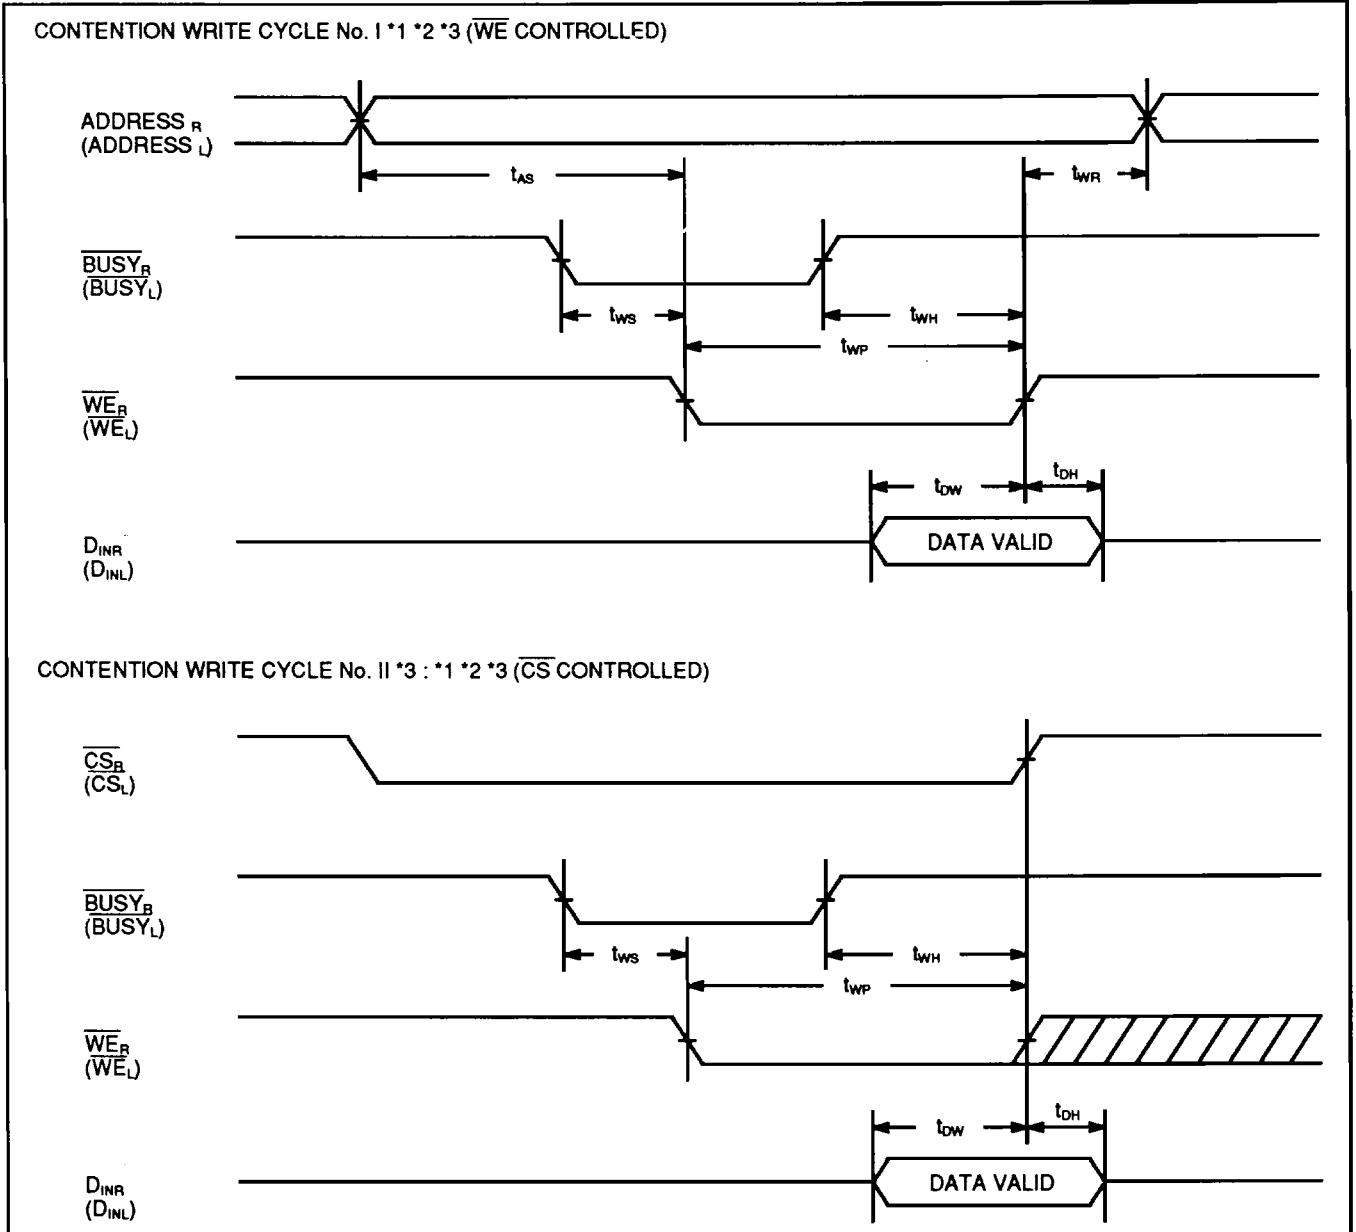 CONTENTION WRITE CYCLE No. I *1 *2 *3 (WE CONTROLLED)
ADDRESS R
(ADDRESS L)
tAS
tWR
BUSYR
(BUSYL)
tWS
tWH
tWP
WER
(WEL)
tDW
tDH
DINR
(DINL)
DATA VALID
CONTENTION WRITE CYCLE No. II *3 : *1 *2 *3 (CS CONTROLLED)
CSR
(CSL)
BUSYR
(BUSYL)
tWS
tWH
tWP
WER
(WEL)
tDW
tDH
DINR
(DINL)
DATA VALID